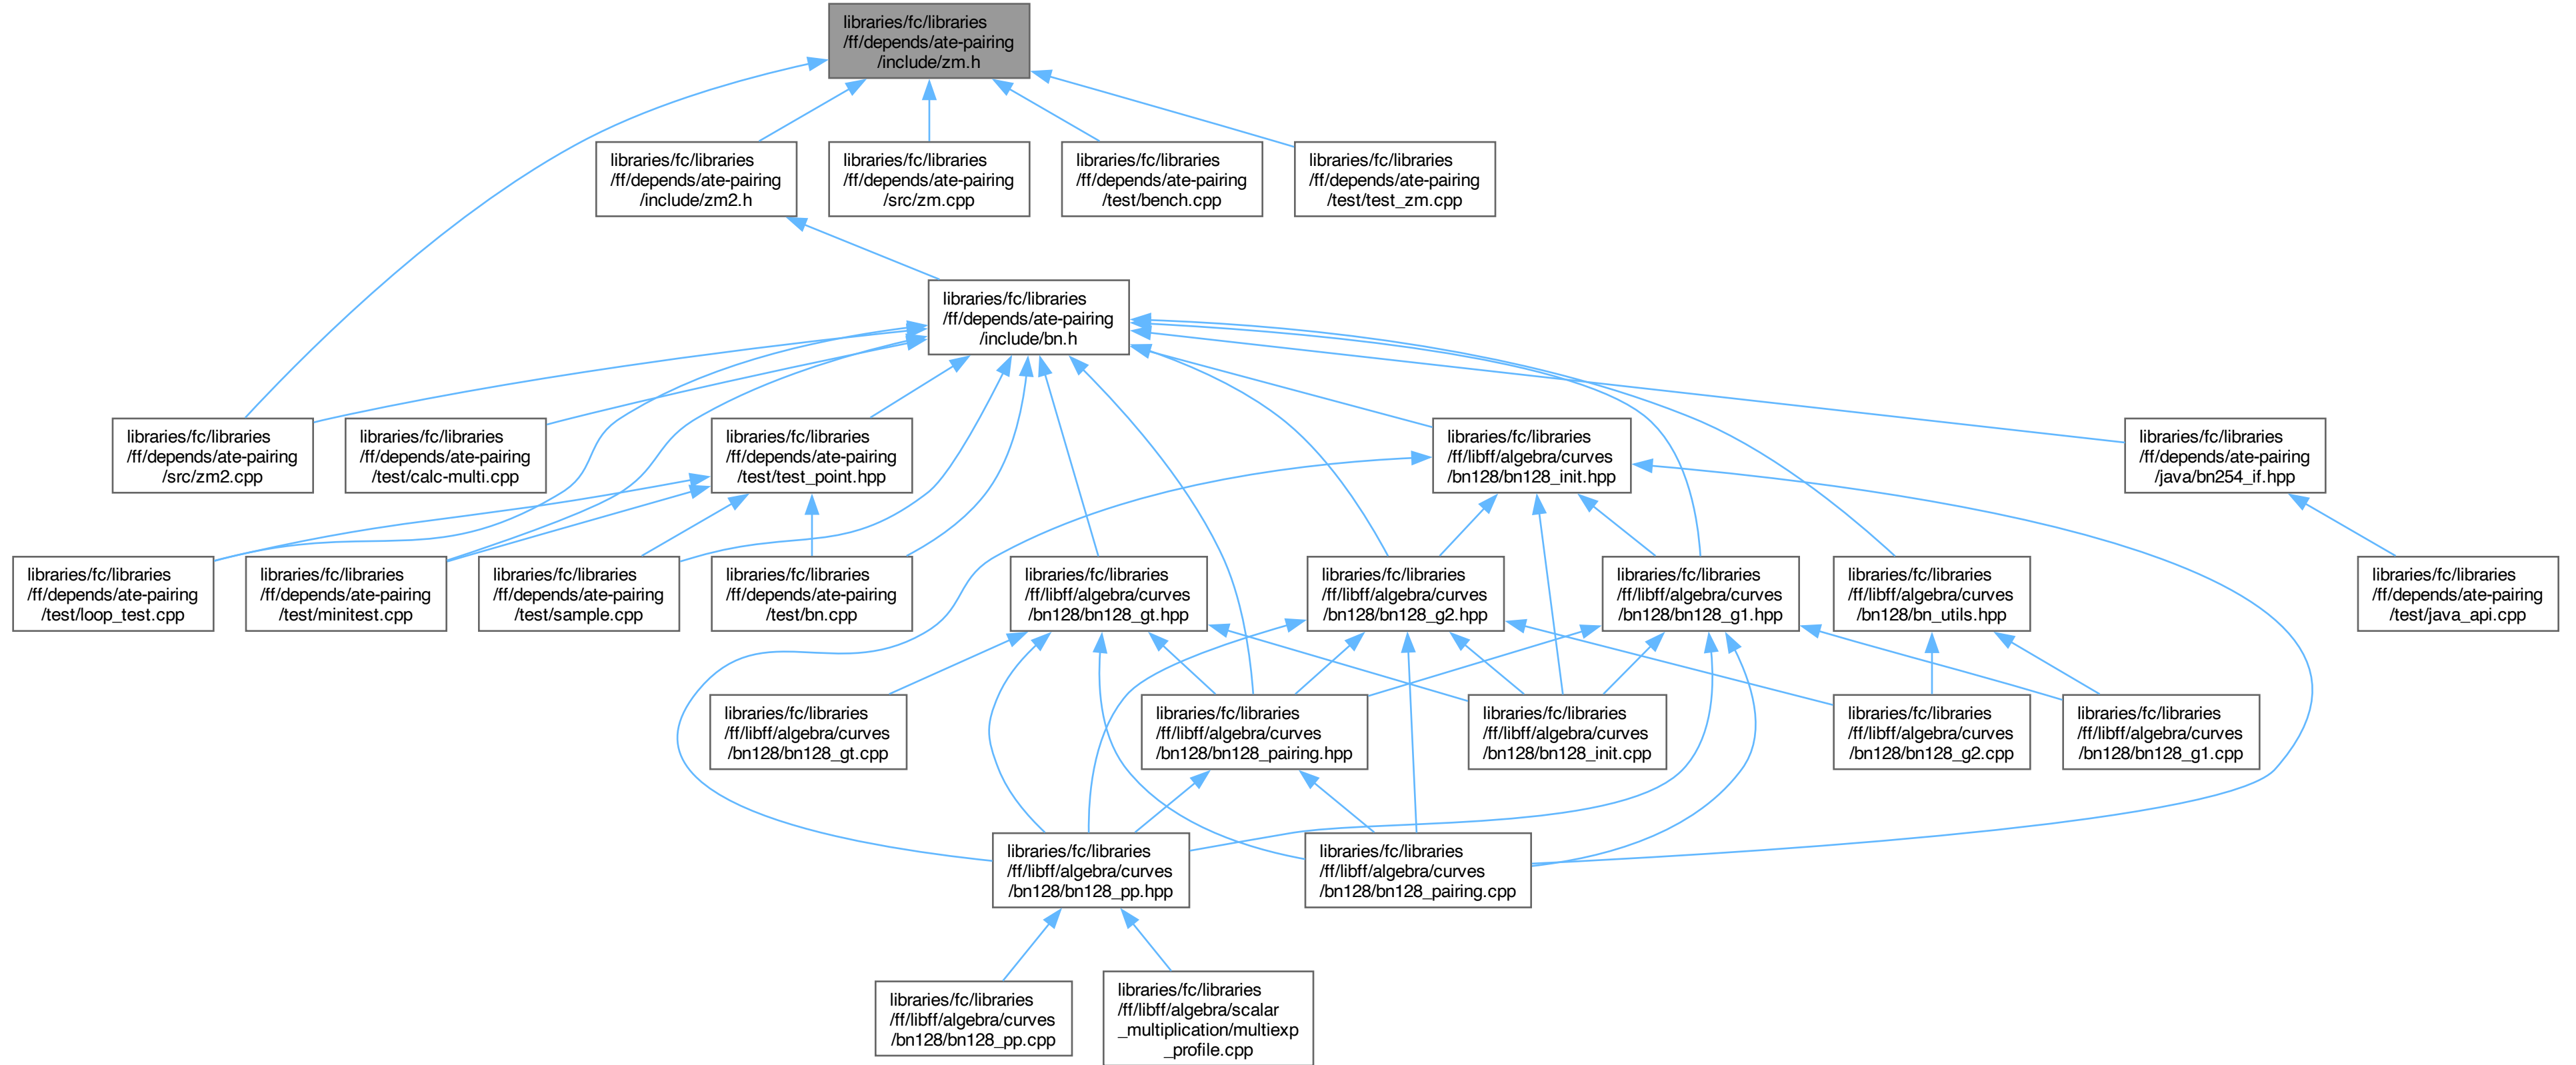 libraries/fc/libraries
/ff/depends/ate-pairing
/include/zm.h
libraries/fc/libraries
/ff/depends/ate-pairing
/include/zm2.h
libraries/fc/libraries
/ff/depends/ate-pairing
/src/zm.cpp
libraries/fc/libraries
/ff/depends/ate-pairing
/test/bench.cpp
libraries/fc/libraries
/ff/depends/ate-pairing
/test/test_zm.cpp
libraries/fc/libraries
/ff/depends/ate-pairing
/include/bn.h
libraries/fc/libraries
/ff/depends/ate-pairing
/src/zm2.cpp
libraries/fc/libraries
/ff/depends/ate-pairing
/test/calc-multi.cpp
libraries/fc/libraries
/ff/depends/ate-pairing
/test/test_point.hpp
libraries/fc/libraries
/ff/libff/algebra/curves
/bn128/bn128_init.hpp
libraries/fc/libraries
/ff/depends/ate-pairing
/java/bn254_if.hpp
libraries/fc/libraries
/ff/depends/ate-pairing
/test/loop_test.cpp
libraries/fc/libraries
/ff/depends/ate-pairing
/test/minitest.cpp
libraries/fc/libraries
/ff/depends/ate-pairing
/test/sample.cpp
libraries/fc/libraries
/ff/depends/ate-pairing
/test/bn.cpp
libraries/fc/libraries
/ff/libff/algebra/curves
/bn128/bn128_gt.hpp
libraries/fc/libraries
/ff/libff/algebra/curves
/bn128/bn128_g2.hpp
libraries/fc/libraries
/ff/libff/algebra/curves
/bn128/bn128_g1.hpp
libraries/fc/libraries
/ff/libff/algebra/curves
/bn128/bn_utils.hpp
libraries/fc/libraries
/ff/depends/ate-pairing
/test/java_api.cpp
libraries/fc/libraries
/ff/libff/algebra/curves
/bn128/bn128_gt.cpp
libraries/fc/libraries
/ff/libff/algebra/curves
/bn128/bn128_pairing.hpp
libraries/fc/libraries
/ff/libff/algebra/curves
/bn128/bn128_init.cpp
libraries/fc/libraries
/ff/libff/algebra/curves
/bn128/bn128_g2.cpp
libraries/fc/libraries
/ff/libff/algebra/curves
/bn128/bn128_g1.cpp
libraries/fc/libraries
/ff/libff/algebra/curves
/bn128/bn128_pp.hpp
libraries/fc/libraries
/ff/libff/algebra/curves
/bn128/bn128_pairing.cpp
libraries/fc/libraries
/ff/libff/algebra/curves
/bn128/bn128_pp.cpp
libraries/fc/libraries
/ff/libff/algebra/scalar
_multiplication/multiexp
_profile.cpp